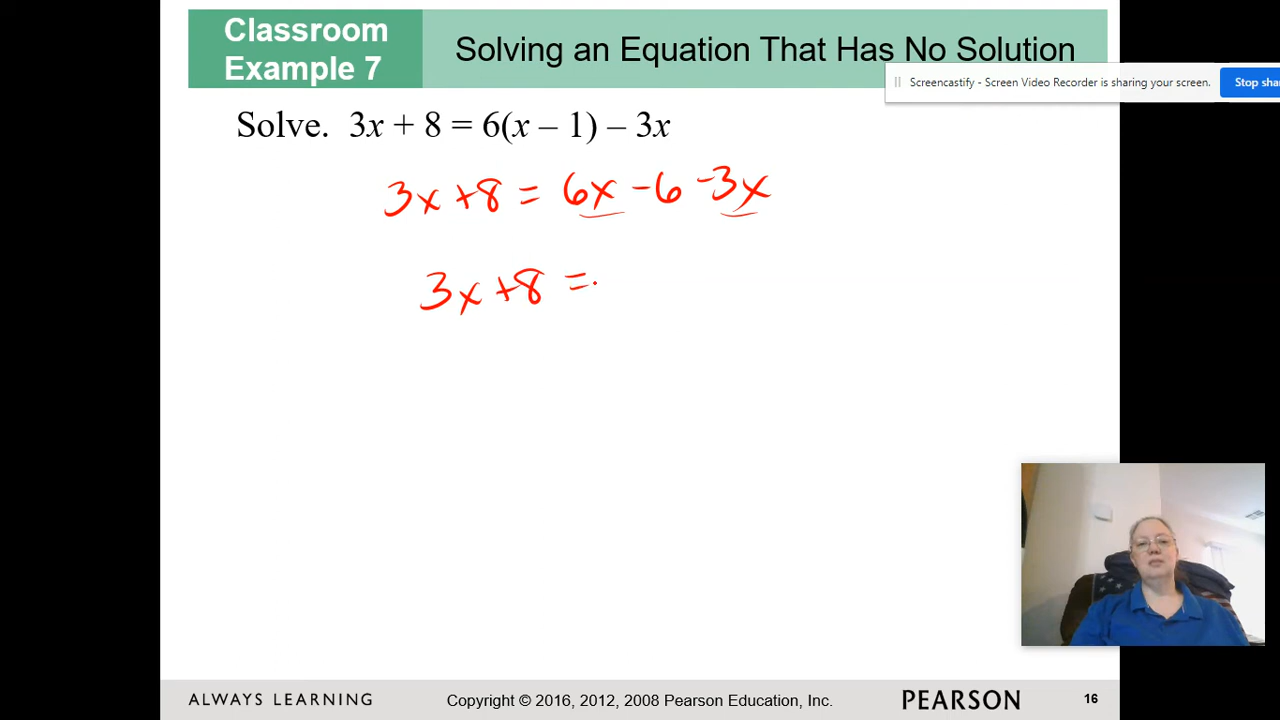 Classroom
Example 7
Solving an Equation That Has No Solution
Screencastify - Screen Video Recorder is sharing your screen.
Stop sha
Solve. 3x + 8 = 6(x – 1) – 3x
3x +8 = 6x -6 -3x
3x +8 =
ALWAYS LEARNING
Copyright © 2016, 2012, 2008 Pearson Education, Inc.
PEARSON
16